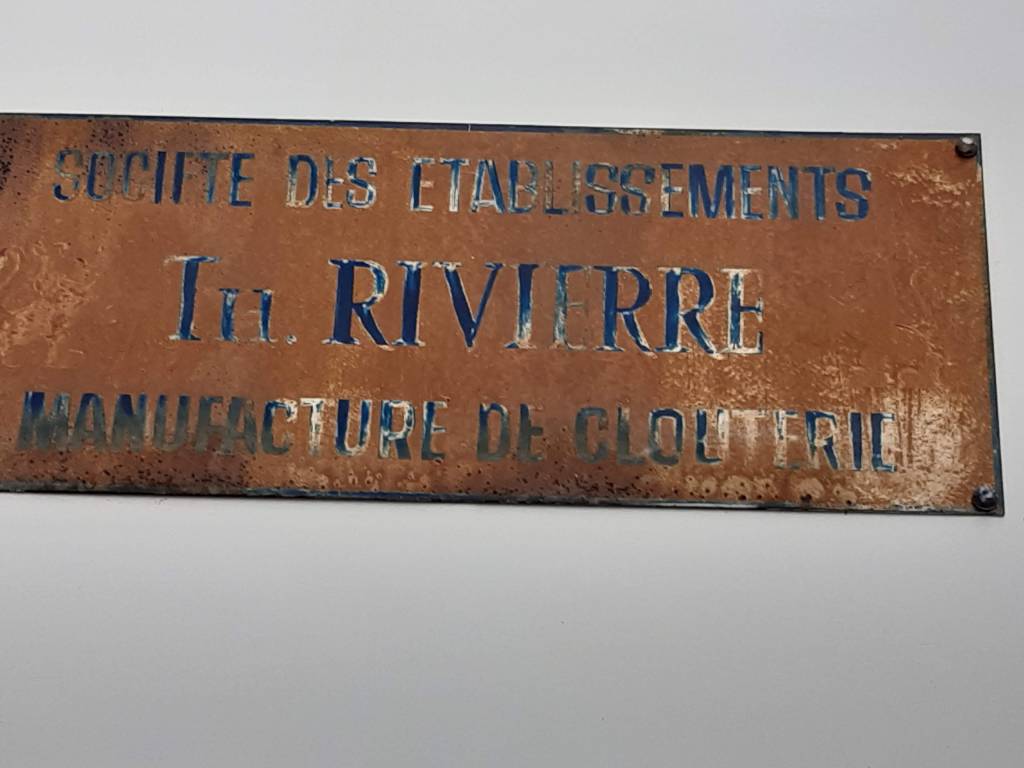 SOCIETE DES ETABLISSEMENTS
Th. RIVIERRE
MANUFACTURE DE CLOUTERIE